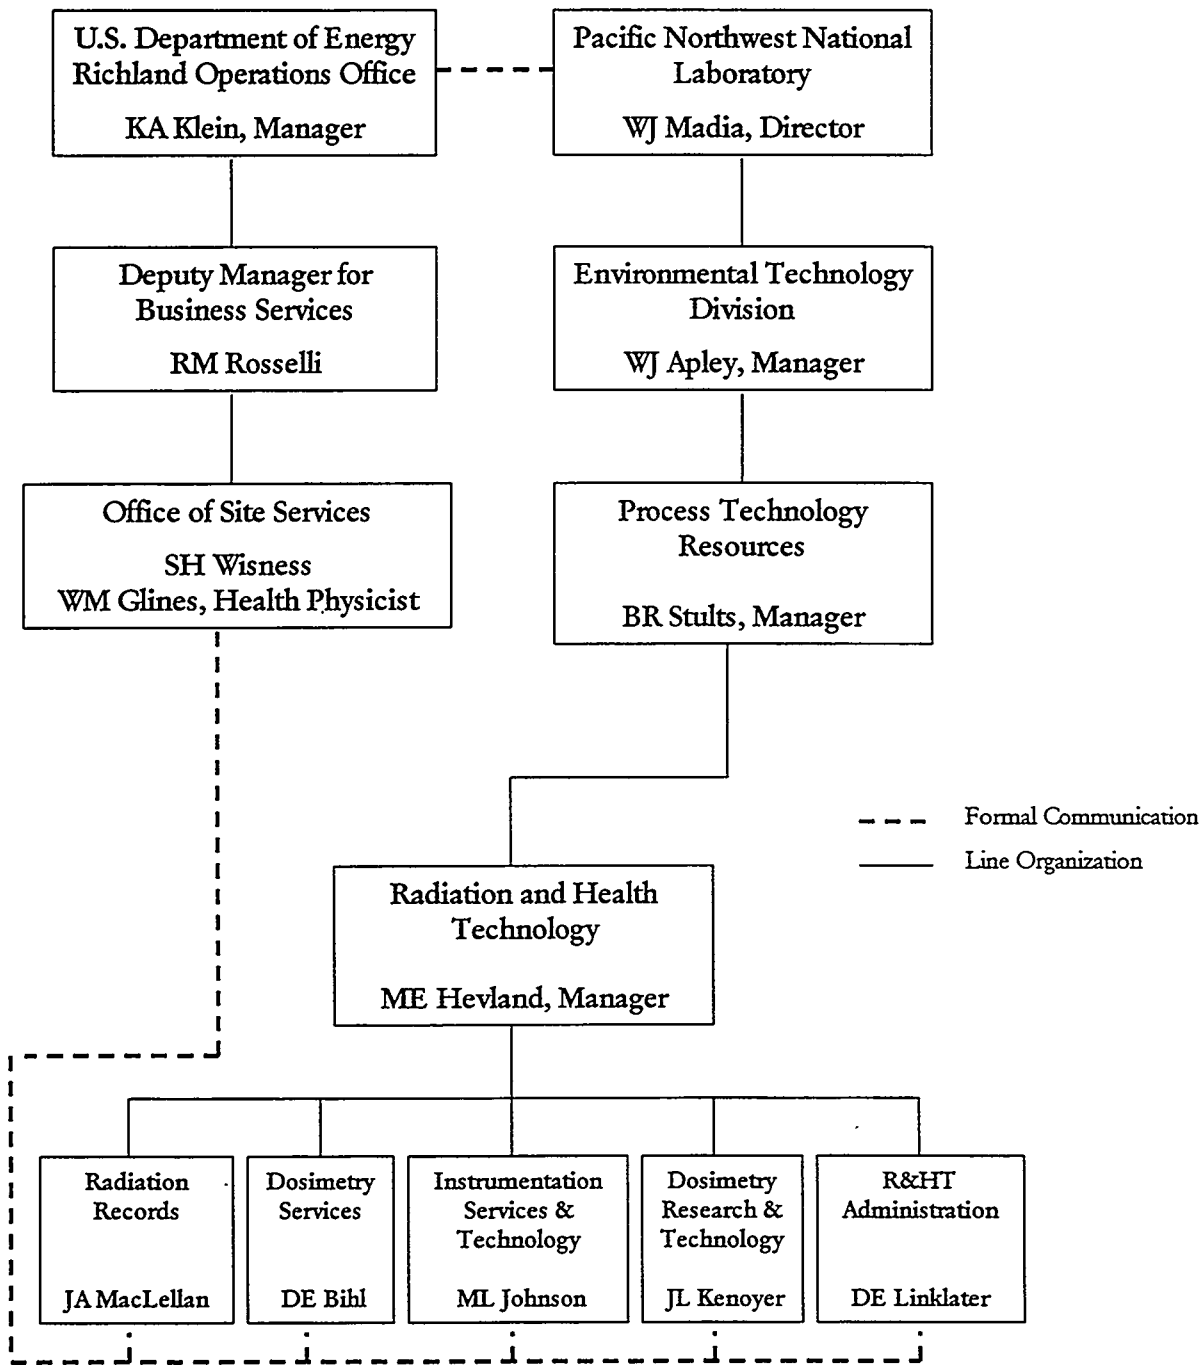 U.S. Department of Energy
Richland Operations Office
KA Klein, Manager
Pacific Northwest National
Laboratory
WJ Madia, Director
Deputy Manager for
Business Services
RM Rosselli
Environmental Technology
Division
WJ Apley, Manager
Office of Site Services
SH Wisness
WM Glines, Health Physicist
Process Technology
Resources
BR Stults, Manager
Formal Communication
Line Organization
Radiation and Health
Technology
ME Hevland, Manager
Radiation
Records
JA MacLellan
Dosimetry
Services
DE Bihl
Instrumentation
Services &
Technology
ML Johnson
Dosimetry
Research &
Technology
JL Kenoyer
R&HT
Administration
DE Linklater